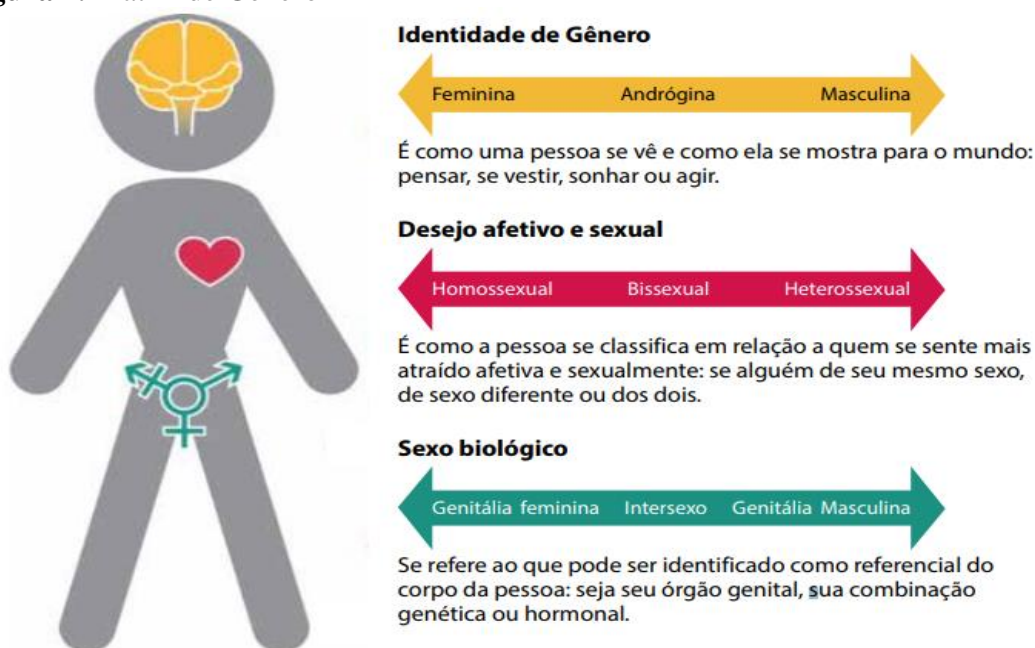 Identidade de Gênero
Feminina Andrógina Masculina
É como uma pessoa se vê e como ela se mostra para o mundo:
pensar, se vestir, sonhar ou agir.
Desejo afetivo e sexual
Homossexual Bissexual Heterossexual
É como a pessoa se classifica em relação a quem se sente mais
atraído afetiva e sexualmente: se alguém de seu mesmo sexo,
de sexo diferente ou dos dois.
Sexo biológico
Genitália feminina Intersexo Genitália Masculina
Se refere ao que pode ser identificado como referencial do
corpo da pessoa: seja seu órgão genital, sua combinação
genética ou hormonal.